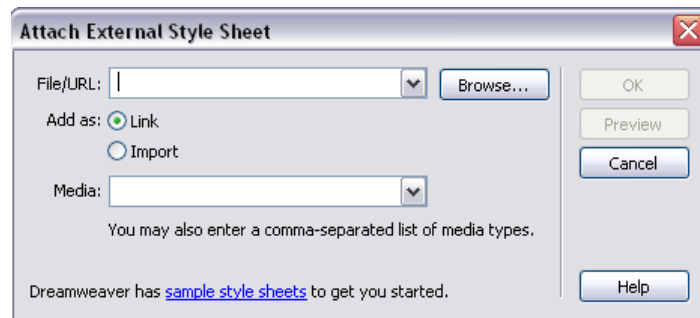 Attach External Style Sheet
File/URL: Browse... OK
Add as: Link Preview
Import Cancel
Media:
You may also enter a comma-separated list of media types.
Dreamweaver has sample style sheets to get you started. Help